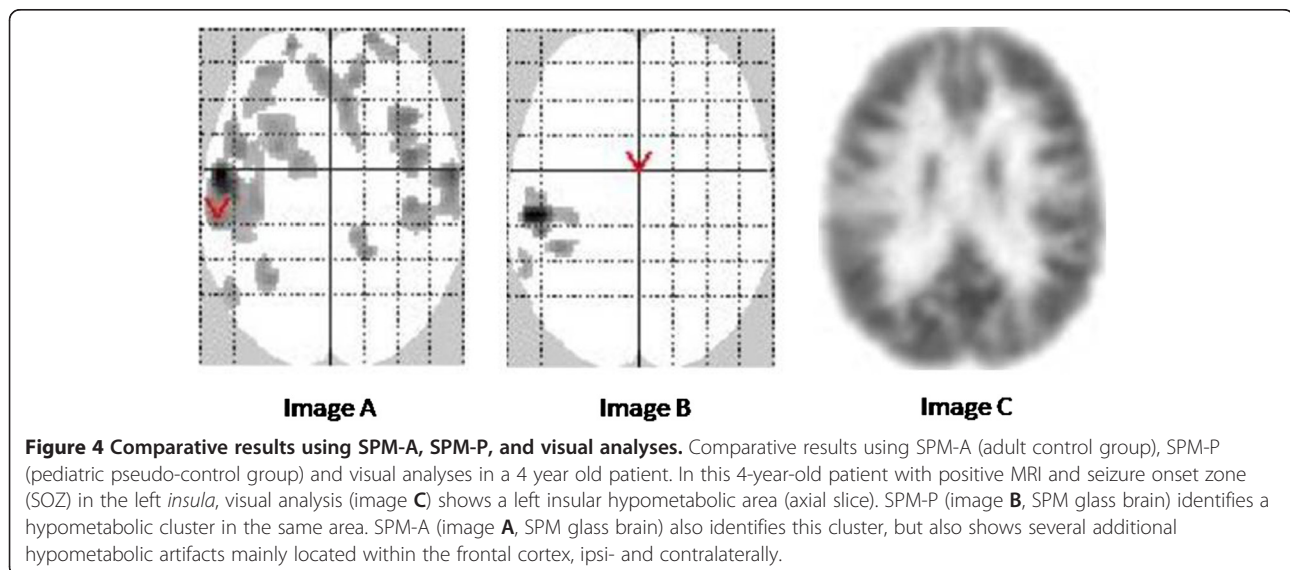 Image A Image B Image C
Figure 4 Comparative results using SPM-A, SPM-P, and visual analyses. Comparative results using SPM-A (adult control group), SPM-P
(pediatric pseudo-control group) and visual analyses in a 4 year old patient. In this 4-year-old patient with positive MRI and seizure onset zone
(SOZ) in the left insula, visual analysis (image C) shows a left insular hypometabolic area (axial slice). SPM-P (image B, SPM glass brain) identifies a
hypometabolic cluster in the same area. SPM-A (image A, SPM glass brain) also identifies this cluster, but also shows several additional
hypometabolic artifacts mainly located within the frontal cortex, ipsi- and contralaterally.